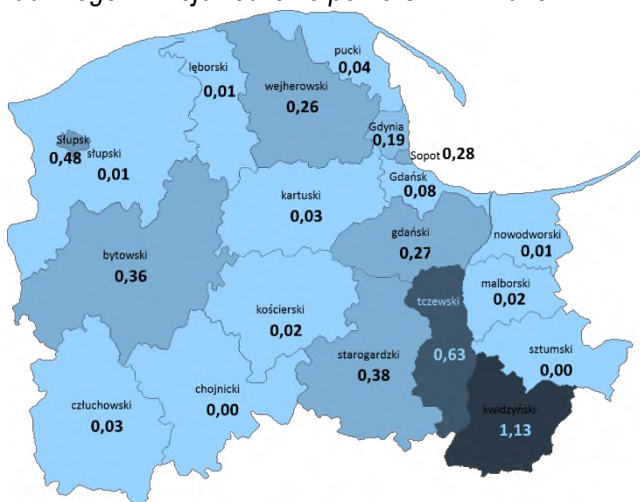 pucki
0,04
lęborski
0,01
wejherowski
0,26
Gdynia
0,19
Słupsk
0,48
słupski
0,01
Sopot 0,28
Gdańsk
0,08
kartuski
0,03
gdański
0,27
nowodworski
0,01
bytowski
0,36
malborski
0,02
tczewski
0,63
kościerski
0,02
sztumski
0,00
starogardzki
0,38
chojnicki
0,00
człuchowski
0,03
kwidzyński
1,13